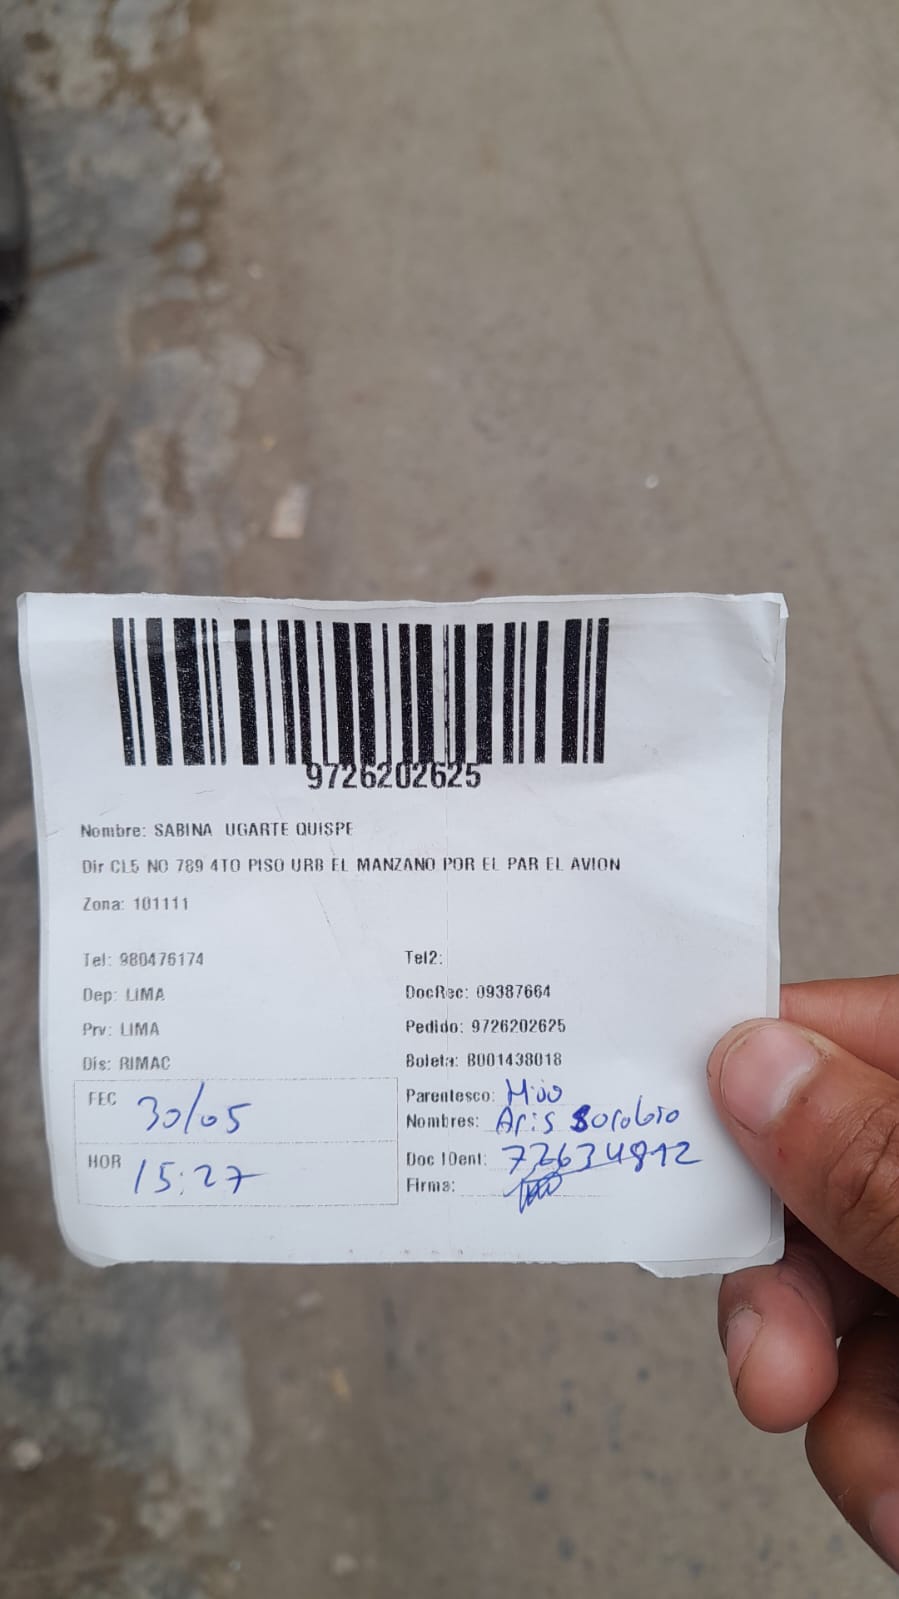 9726202625
Nombre: SABINA UGARTE QUISPE
Dir CL5 NO 789 4TO PISO URB EL MANZANO POR EL PAR EL AVION
Zona: 101111
Tel: 980476174 Tel2:
Dep: LIMA DocRec: 09387664
Prv: LIMA Pedido: 9726202625
Dis: RIMAC Boleta: B001438018
FEC 30/05 Parentesco: Hijo
Nombres: Aris
HOR 15:27 Doc IDent: 72634812
Firma: